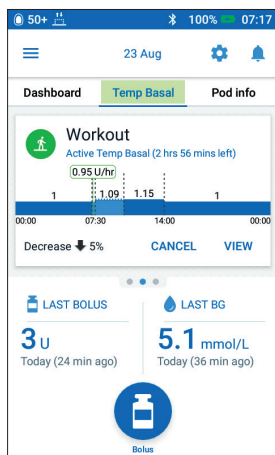 50+ 100% 07:17
23 Aug
Dashboard Temp Basal Pod info
Workout
Active Temp Basal (2 hrs 56 mins left)
0.95 U/hr
1 1.09 1.15 1
00:00 07:30 14:00 00:00
Decrease 5% CANCEL VIEW
LAST BOLUS LAST BG
3 U 5.1 mmol/L
Today (24 min ago) Today (36 min ago)
Bolus